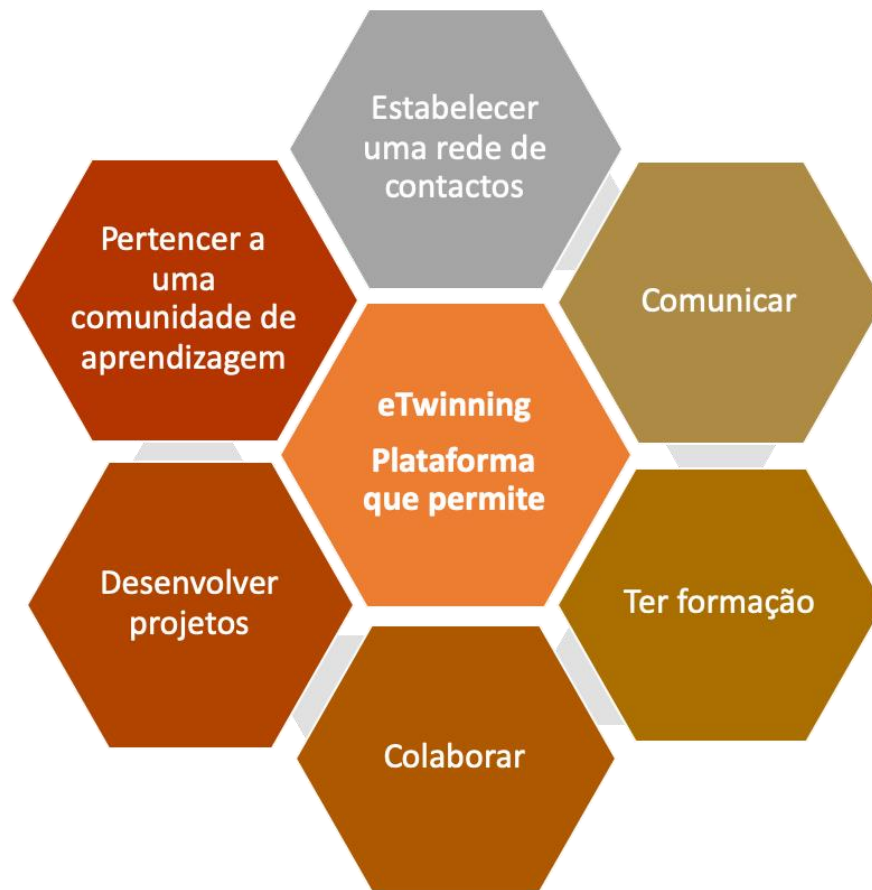 Estabelecer
uma rede de
contactos
Comunicar
Ter formação
Colaborar
Desenvolver
projetos
Pertencer a
uma
comunidade de
aprendizagem
eTwinning
Plataforma
que permite